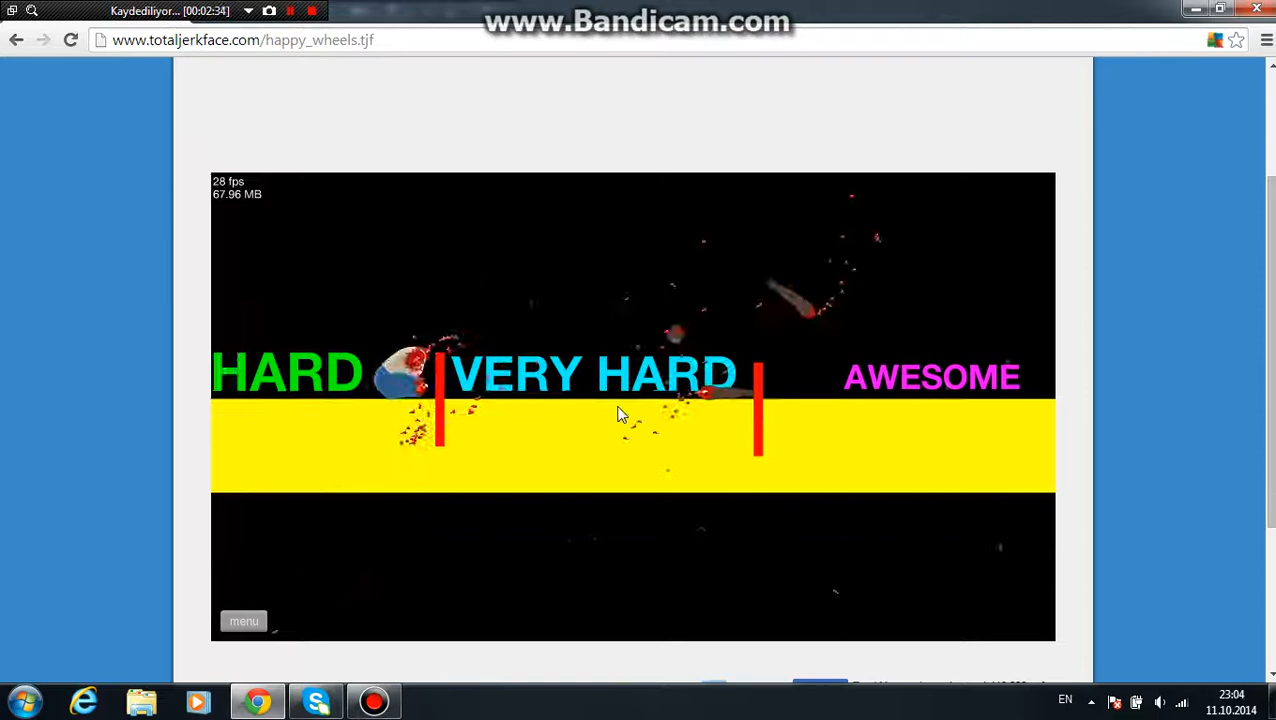 Kaydediliyor... [00:02:34]
www.Bandicam.com
www.totaljerkface.com/happy_wheels.tjf
28 fps
67.96 MB
HARD VERY HARD AWESOME
menu
EN
23:04
11.10.2014